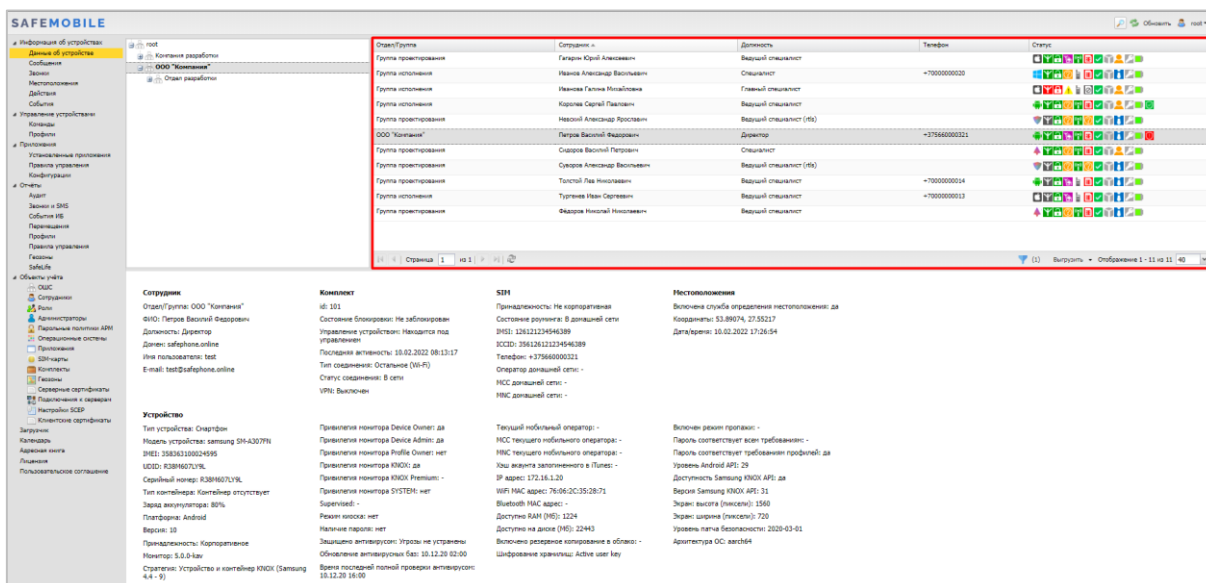 SAFEMOBILE
Обновить root
Информация об устройствах
Данные об устройстве
Сообщения
Звонки
Местоположения
Действия
События
Управление устройствами
Команды
Профили
Приложения
Установленные приложения
Правила управления
Конфигурации
Отчёты
Аудит
Звонки и SMS
События ИБ
Перемещения
Профили
Правила управления
Геозоны
SafeLife
Объекты учёта
ОШС
Сотрудники
Роли
Администраторы
Парольные политики АРМ
Операционные системы
Приложения
SIM-карты
Комплекты
Геозоны
Серверные сертификаты
Подключения к серверам
Настройки SCEP
Клиентские сертификаты
Загрузчик
Календарь
Адресная книга
Лицензия
Пользовательское соглашение
root
Компания разработки
ООО "Компания"
Отдел разработки
Отдел/Группа Сотрудник Должность Телефон Статус
Группа проектирования Гагарин Юрий Алексеевич Ведущий специалист
Группа исполнения Иванов Александр Васильевич Специалист +70000000020
Группа исполнения Иванова Галина Михайловна Главный специалист
Группа исполнения Королев Сергей Павлович Ведущий специалист
Группа проектирования Невский Александр Ярославич Ведущий специалист (rtls)
ООО "Компания" Петров Василий Федорович Директор +375660000321
Группа проектирования Сидоров Василий Петрович Специалист
Группа проектирования Суворов Александр Васильевич Ведущий специалист (rtls)
Группа проектирования Толстой Лев Николаевич Ведущий специалист +70000000014
Группа проектирования Тургенев Иван Сергеевич Ведущий специалист +70000000013
Группа проектирования Фёдоров Николай Николаевич Ведущий специалист
Страница 1 из 1 (1) Выгрузить Отображение 1 - 11 из 11 40
Сотрудник
Отдел/Группа: ООО "Компания"
ФИО: Петров Василий Федорович
Должность: Директор
Домен: safephone.online
Имя пользователя: test
E-mail: test@safephone.online
Комплект
id: 101
Состояние блокировки: Не заблокирован
Управление устройством: Находится под
управлением
Последняя активность: 10.02.2022 08:13:17
Тип соединения: Остальное (Wi-Fi)
Статус соединения: В сети
VPN: Выключен
SIM
Принадлежность: Не корпоративная
Состояние роуминга: В домашней сети
IMSI: 126121234546389
ICCID: 356126121234546389
Телефон: +375660000321
Оператор домашней сети: -
MCC домашней сети: -
MNC домашней сети: -
Местоположения
Включена служба определения местоположения: да
Координаты: 53.89074, 27.55217
Дата/время: 10.02.2022 17:26:54
Устройство
Тип устройства: Смартфон
Модель устройства: samsung SM-A307FN
IMEI: 358363100024595
UDID: R38M607LY9L
Серийный номер: R38M607LY9L
Тип контейнера: Контейнер отсутствует
Заряд аккумулятора: 80%
Платформа: Android
Версия: 10
Принадлежность: Корпоративное
Монитор: 5.0.0-kav
Стратегия: Устройство и контейнер KNOX (Samsung
4.4 - 9)
Привилегия монитора Device Owner: да
Привилегия монитора Device Admin: да
Привилегия монитора Profile Owner: нет
Привилегия монитора KNOX: да
Привилегия монитора KNOX Premium: -
Привилегия монитора SYSTEM: нет
Supervised: -
Режим киоска: нет
Наличие пароля: нет
Защищено антивирусом: Угрозы не устранены
Обновление антивирусных баз: 10.12.20 02:00
Время последней полной проверки антивирусом:
10.12.20 16:00
Текущий мобильный оператор: -
MCC текущего мобильного оператора: -
MNC текущего мобильного оператора: -
Хэш акаунта залогиненного в iTunes: -
IP адрес: 172.16.1.20
WiFi MAC адрес: 76:06:2C:35:28:71
Bluetooth MAC адрес: -
Доступно RAM (Мб): 1224
Доступно на диске (Мб): 22443
Включено резервное копирование в облако: -
Шифрование хранилищ: Active user key
Включен режим пропажи: -
Пароль соответствует всем требованиям: -
Пароль соответствует требованиям профилей: да
Уровень Android API: 29
Доступность Samsung KNOX API: да
Версия Samsung KNOX API: 31
Экран: высота (пиксели): 1560
Экран: ширина (пиксели): 720
Уровень патча безопасности: 2020-03-01
Архитектура ОС: aarch64